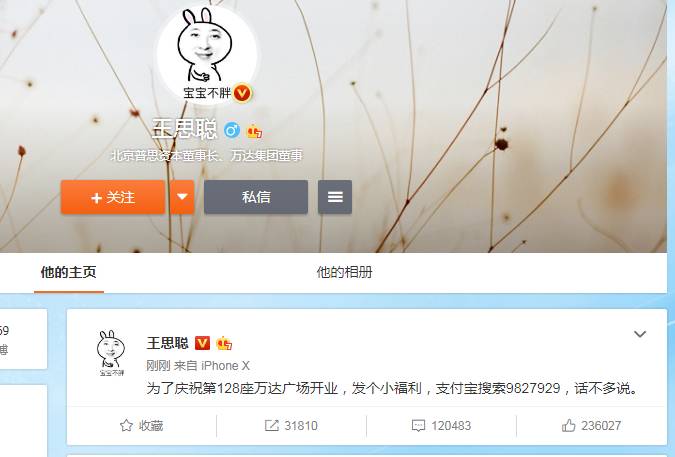 宝宝不胖
王思聪
北京普思资本董事长、万达集团董事
+ 关注
私信
他的主页
他的相册
69
博
王思聪
刚刚 来自 iPhone X
为了庆祝第128座万达广场开业，发个小福利，支付宝搜索9827929，话不多说。
宝宝不胖
收藏
31810
120483
236027